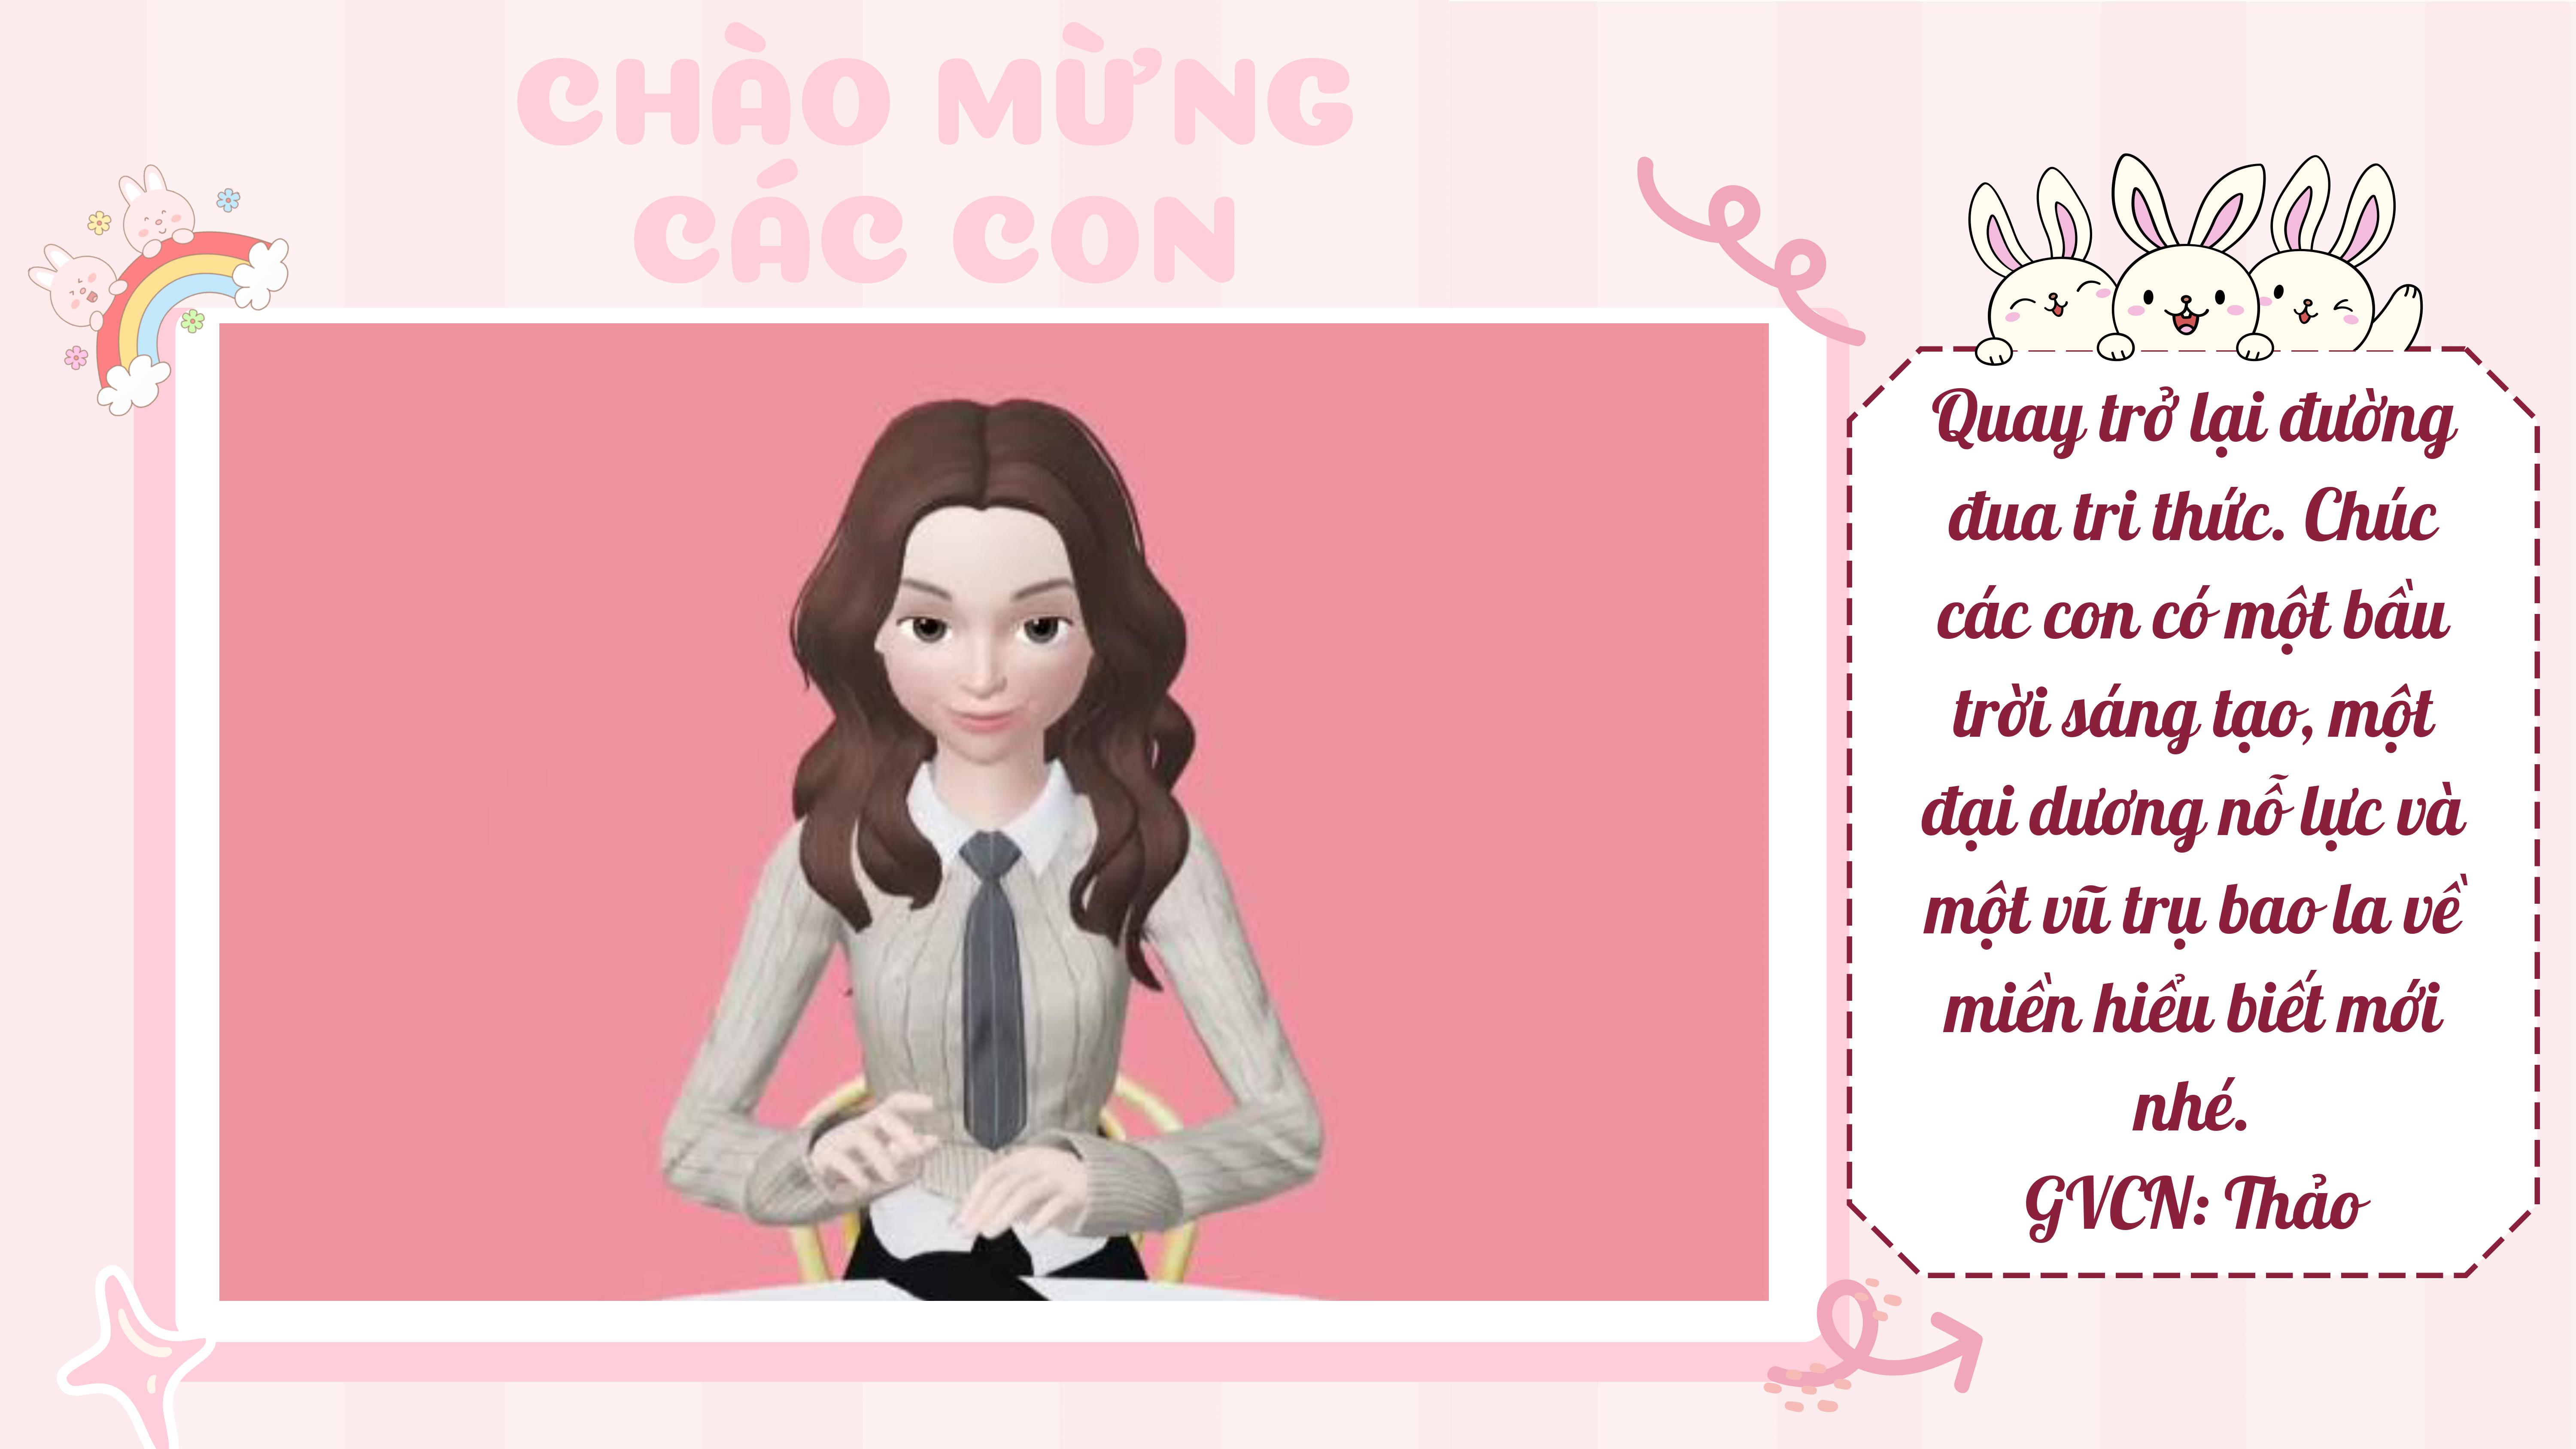 CHÀO MỪNG
CÁC CON
Quay trở lại đường
đua tri thức. Chúc
các con có một bầu
trời sáng tạo, một
đại dương nỗ lực và
một vũ trụ bao la về
miền hiểu biết mới
nhé.
GVCN: Thảo